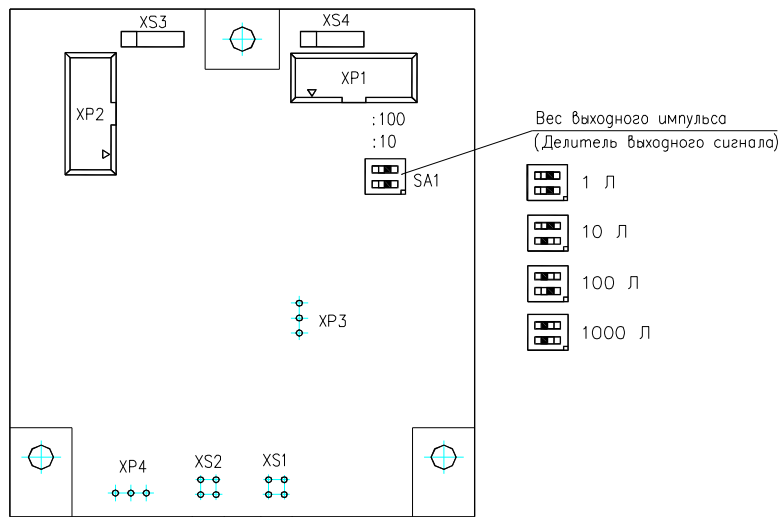 XS3
XS4
XP2
XP1
:100
:10
SA1
Вес выходного импульса
(Делитель выходного сигнала)
1 Л
10 Л
100 Л
1000 Л
XP3
XP4
XS2
XS1